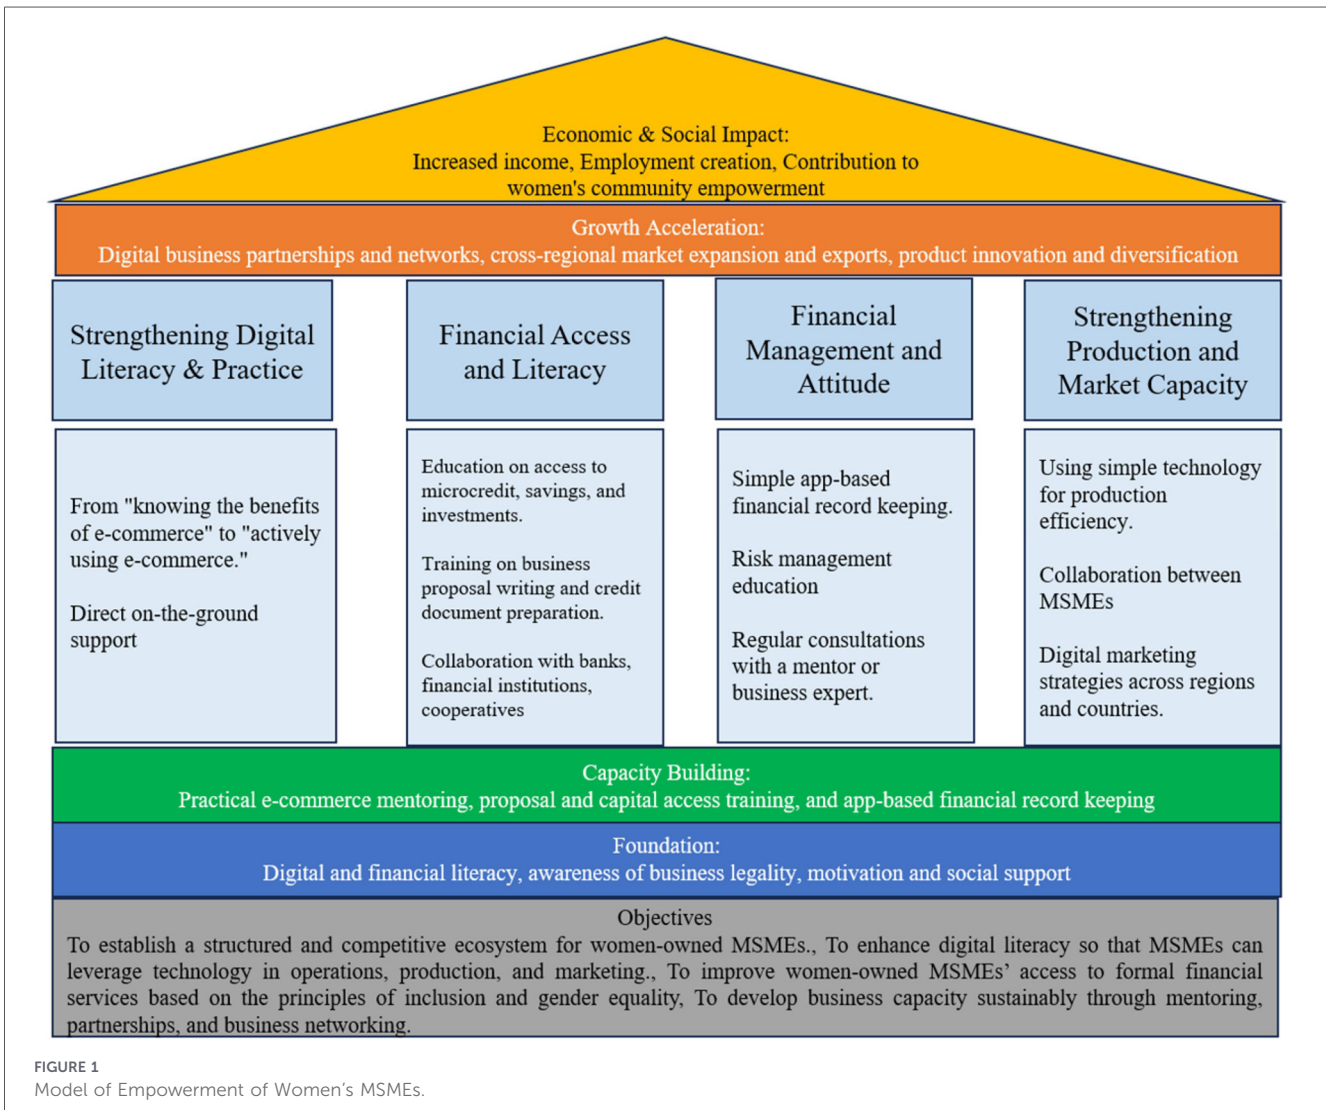 Economic & Social Impact:
Increased income, Employment creation, Contribution to
women's community empowerment
Growth Acceleration:
Digital business partnerships and networks, cross-regional market expansion and exports, product innovation and diversification
Strengthening Digital
Literacy & Practice
Financial Access
and Literacy
Financial
Management and
Attitude
Strengthening
Production and
Market Capacity
From "knowing the benefits
of e-commerce" to "actively
using e-commerce."
Direct on-the-ground
support
Education on access to
microcredit, savings, and
investments.
Training on business
proposal writing and credit
document preparation.
Collaboration with banks,
financial institutions,
cooperatives
Simple app-based
financial record keeping.
Risk management
education
Regular consultations
with a mentor or
business expert.
Using simple technology
for production
efficiency.
Collaboration between
MSMEs
Digital marketing
strategies across regions
and countries.
Capacity Building:
Practical e-commerce mentoring, proposal and capital access training, and app-based financial record keeping
Foundation:
Digital and financial literacy, awareness of business legality, motivation and social support
Objectives
To establish a structured and competitive ecosystem for women-owned MSMEs., To enhance digital literacy so that MSMEs can
leverage technology in operations, production, and marketing., To improve women-owned MSMEs’ access to formal financial
services based on the principles of inclusion and gender equality, To develop business capacity sustainably through mentoring,
partnerships, and business networking.
FIGURE 1
Model of Empowerment of Women’s MSMEs.